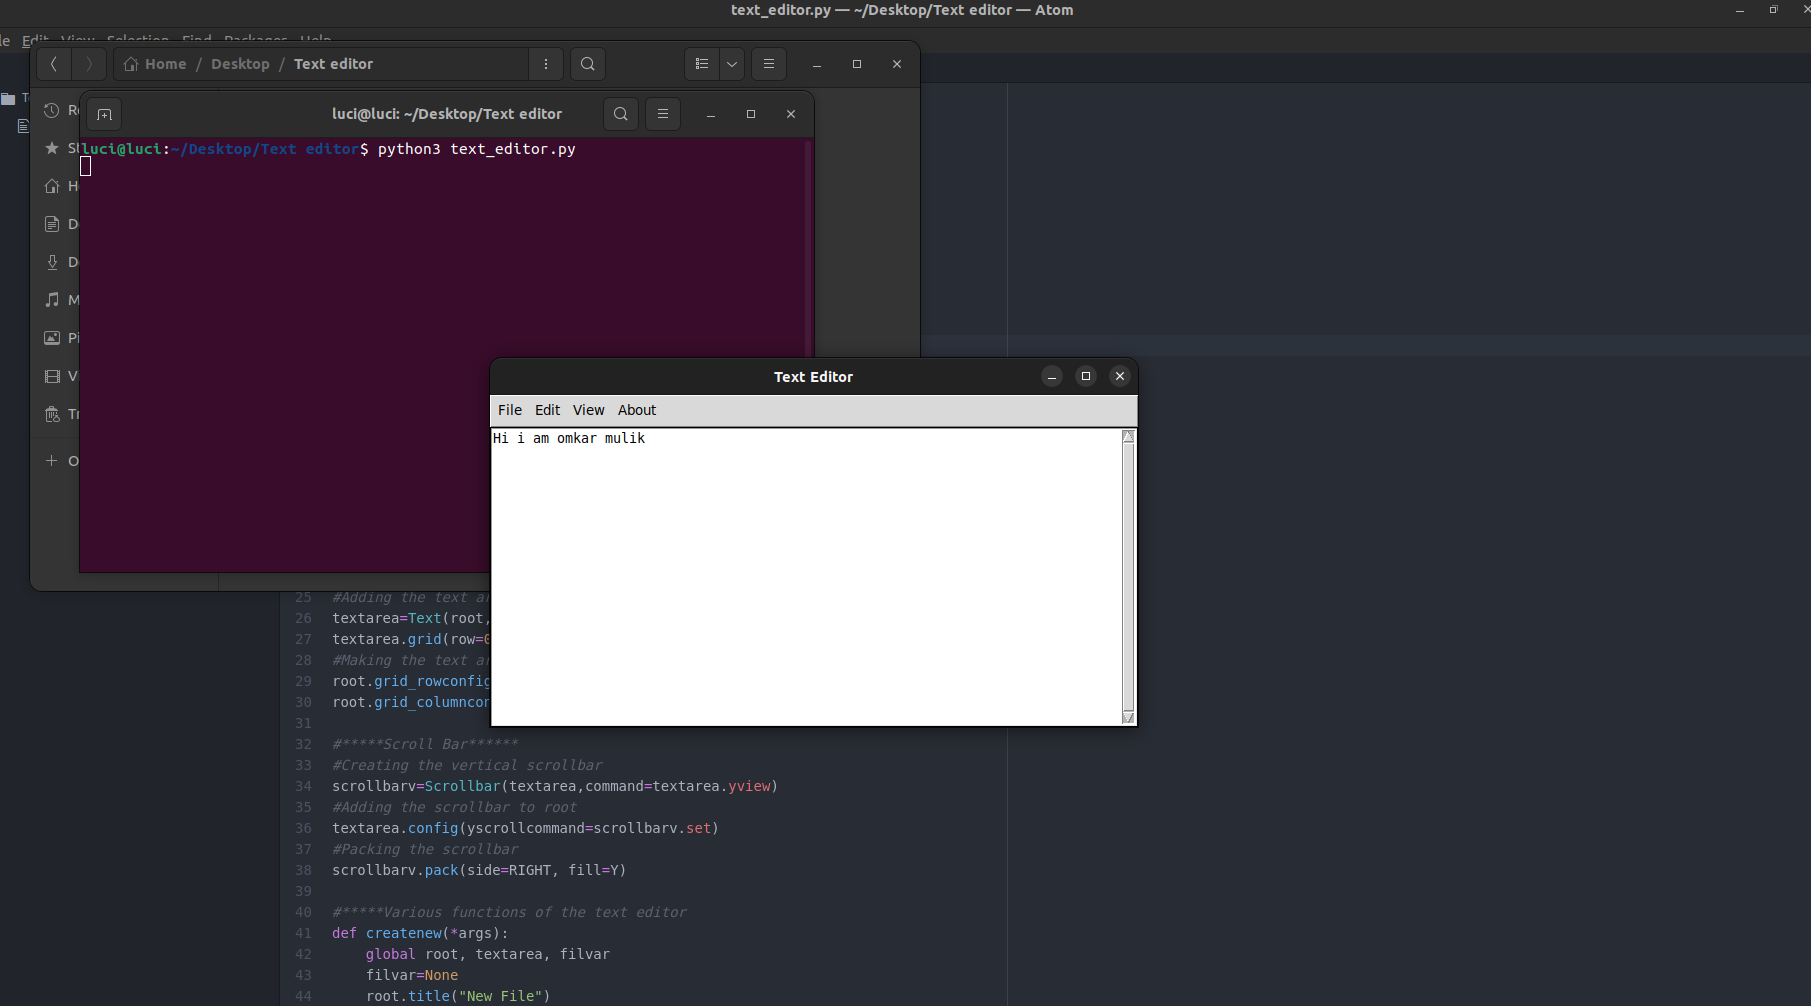 text_editor.py — ~/Desktop/Text editor — Atom
Edit View Selection Find Packages Help
Home / Desktop / Text editor
luci@luci: ~/Desktop/Text editor
luci@luci:~/Desktop/Text editor$ python3 text_editor.py
Text Editor
File Edit View About
Hi i am omkar mulik
25 #Adding the text
26 textarea=Text(root,
27 textarea.grid(row=0
28 #Making the text
29 root.grid_rowconfig
30 root.grid_columncon
31
32 #*****Scroll Bar******
33 #Creating the vertical scrollbar
34 scrollbarv=Scrollbar(textarea,command=textarea.yview)
35 #Adding the scrollbar to root
36 textarea.config(yscrollcommand=scrollbarv.set)
37 #Packing the scrollbar
38 scrollbarv.pack(side=RIGHT, fill=Y)
39
40 #*****Various functions of the text editor
41 def createnew(*args):
42 global root, textarea, filvar
43 filvar=None
44 root.title("New File")